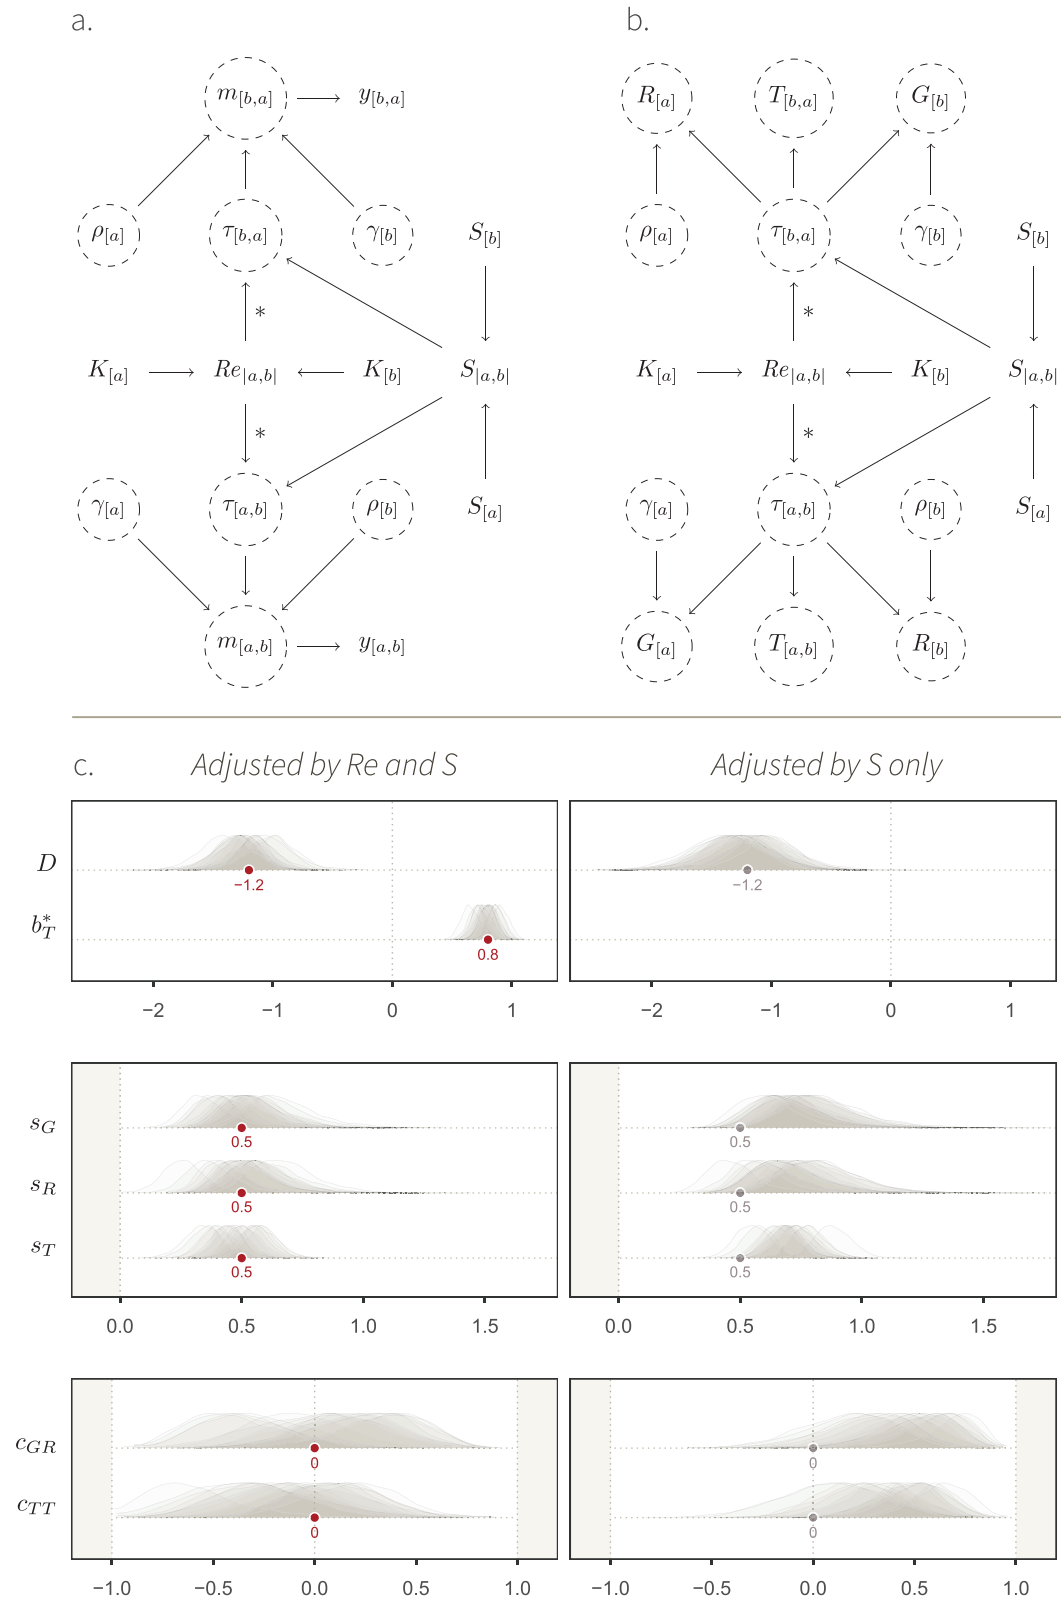 a.
b.
m[b,a] y[b,a]
R[a] T[b,a] G[b]
ρ[a] τ[b,a] γ[b] S[b]
ρ[a] τ[b,a] γ[b] S[b]
*
*
K[a] Re|a,b| K[b] S|a,b|
K[a] Re|a,b| K[b] S|a,b|
*
*
γ[a] τ[a,b] ρ[b] S[a]
γ[a] τ[a,b] ρ[b] S[a]
m[a,b] y[a,b]
G[a] T[a,b] R[b]
c.
Adjusted by Re and S
Adjusted by S only
D
−1.2
−1.2
b*T
0.8
−2 −1 0 1
−2 −1 0 1
sG
0.5
0.5
sR
0.5
0.5
sT
0.5
0.5
0.0 0.5 1.0 1.5
0.0 0.5 1.0 1.5
cGR
0
0
cTT
0
0
−1.0 −0.5 0.0 0.5 1.0
−1.0 −0.5 0.0 0.5 1.0